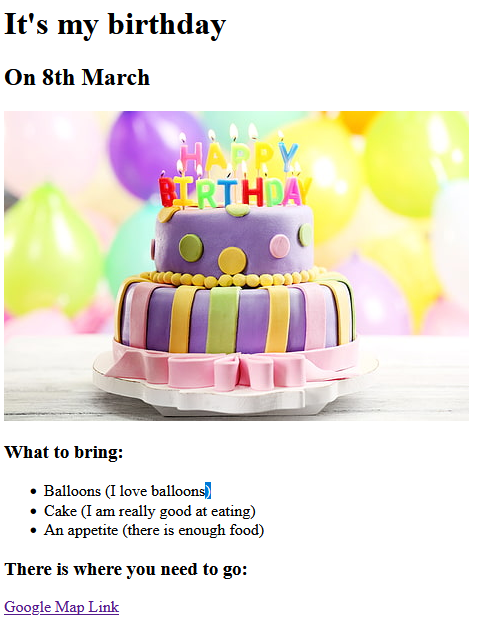 It's my birthday
On 8th March
HAPPY
BIRTHDAY
What to bring:
Balloons (I love balloons)
Cake (I am really good at eating)
An appetite (there is enough food)
There is where you need to go:
Google Map Link